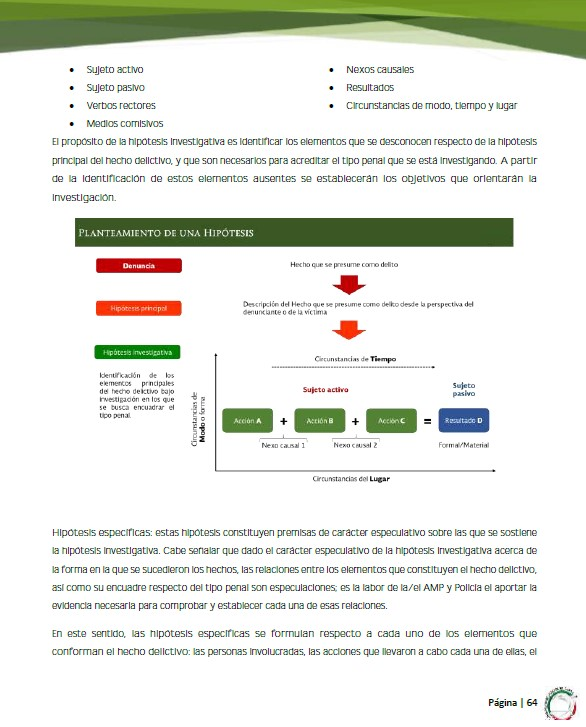 • Sujeto activo
• Sujeto pasivo
• Verbos rectores
• Medios comisivos
• Nexos causales
• Resultados
• Circunstancias de modo, tiempo y lugar
El propósito de la hipótesis investigativa es identificar los elementos que se desconocen respecto de la hipótesis
principal del hecho delictivo, y que son necesarios para acreditar el tipo penal que se está investigando. A partir
de la identificación de estos elementos ausentes se establecerán los objetivos que orientarán la
investigación.
PLANTEAMIENTO DE UNA HIPÓTESIS
Denuncia
Hecho que se presume como delito
Hipótesis principal
Descripción del Hecho que se presume como delito desde la perspectiva del
denunciante o de la víctima
Hipótesis investigativa
Identificación de los
elementos principales
del hecho delictivo bajo
investigación en los que
se busca encuadrar el
tipo penal.
Circunstancias de Tiempo
Circunstancias de
Modo o forma
Sujeto activo
Sujeto
pasivo
Acción A + Acción B + Acción C = Resultado D
Nexo causal 1
Nexo causal 2
Formal/Material
Circunstancias del Lugar
Hipótesis específicas: estas hipótesis constituyen premisas de carácter especulativo sobre las que se sostiene
la hipótesis investigativa. Cabe señalar que dado el carácter especulativo de la hipótesis investigativa acerca de
la forma en la que se sucedieron los hechos, las relaciones entre los elementos que constituyen el hecho delictivo,
así como su encuadre respecto del tipo penal son especulaciones; es la labor de la/el AMP y Policía el aportar la
evidencia necesaria para comprobar y establecer cada una de esas relaciones.
En este sentido, las hipótesis específicas se formulan respecto a cada uno de los elementos que
conforman el hecho delictivo: las personas involucradas, las acciones que llevaron a cabo cada una de ellas, el
Página | 64